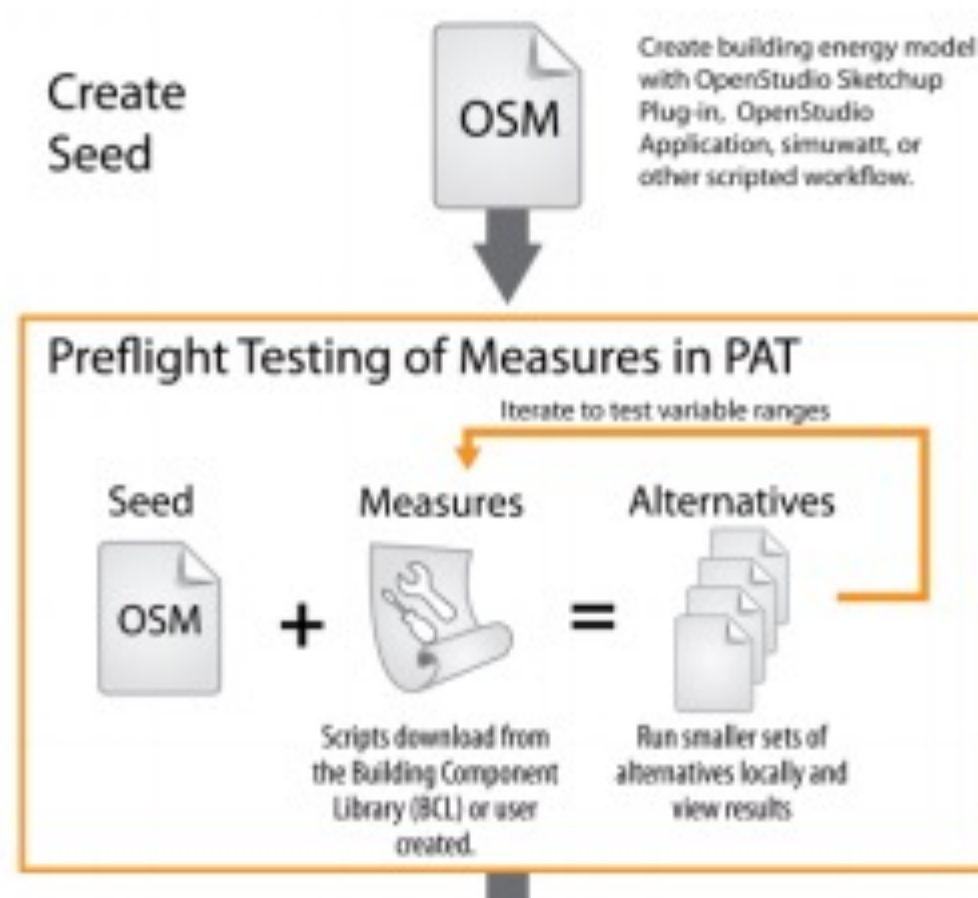 Create
Seed
OSM
Create building energy model
with OpenStudio Sketchup
Plug-in, OpenStudio
Application, simuwatt, or
other scripted workflow.
Preflight Testing of Measures in PAT
Iterate to test variable ranges
Seed
Measures
Alternatives
OSM
+
=
Scripts download from
the Building Component
Library (BCL) or user
created.
Run smaller sets of
alternatives locally and
view results